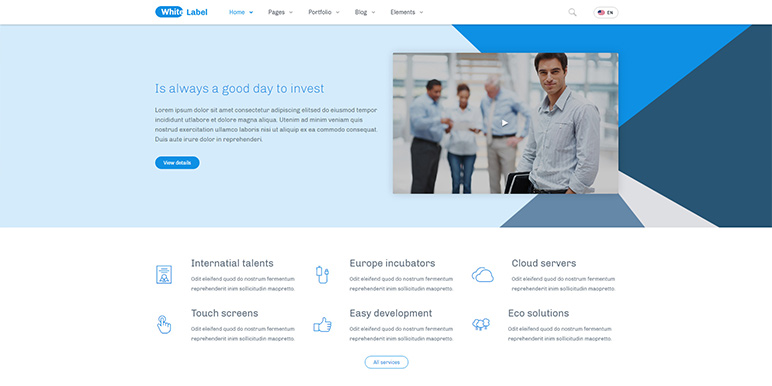 White Label Home Pages Portfolio Blog Elements EN
Is always a good day to invest
Lorem ipsum dolor sit amet consectetur adipiscing elitsed do eiusmod tempor
incididunt utlabore et dolore magna aliqua. Utenim ad minim veniam quis
nostrud exercitation ullamco laboris nisi ut aliquip ex ea commodo consequat.
Duis aute irure dolor in reprehenderi.
View details
Internatial talents
Odit eleifend quod do nostrum fermentum
reprehenderit inim sollicitudin maopretto.
Europe incubators
Odit eleifend quod do nostrum fermentum
reprehenderit inim sollicitudin maopretto.
Cloud servers
Odit eleifend quod do nostrum fermentum
reprehenderit inim sollicitudin maopretto.
Touch screens
Odit eleifend quod do nostrum fermentum
reprehenderit inim sollicitudin maopretto.
Easy development
Odit eleifend quod do nostrum fermentum
reprehenderit inim sollicitudin maopretto.
Eco solutions
Odit eleifend quod do nostrum fermentum
reprehenderit inim sollicitudin maopretto.
All services